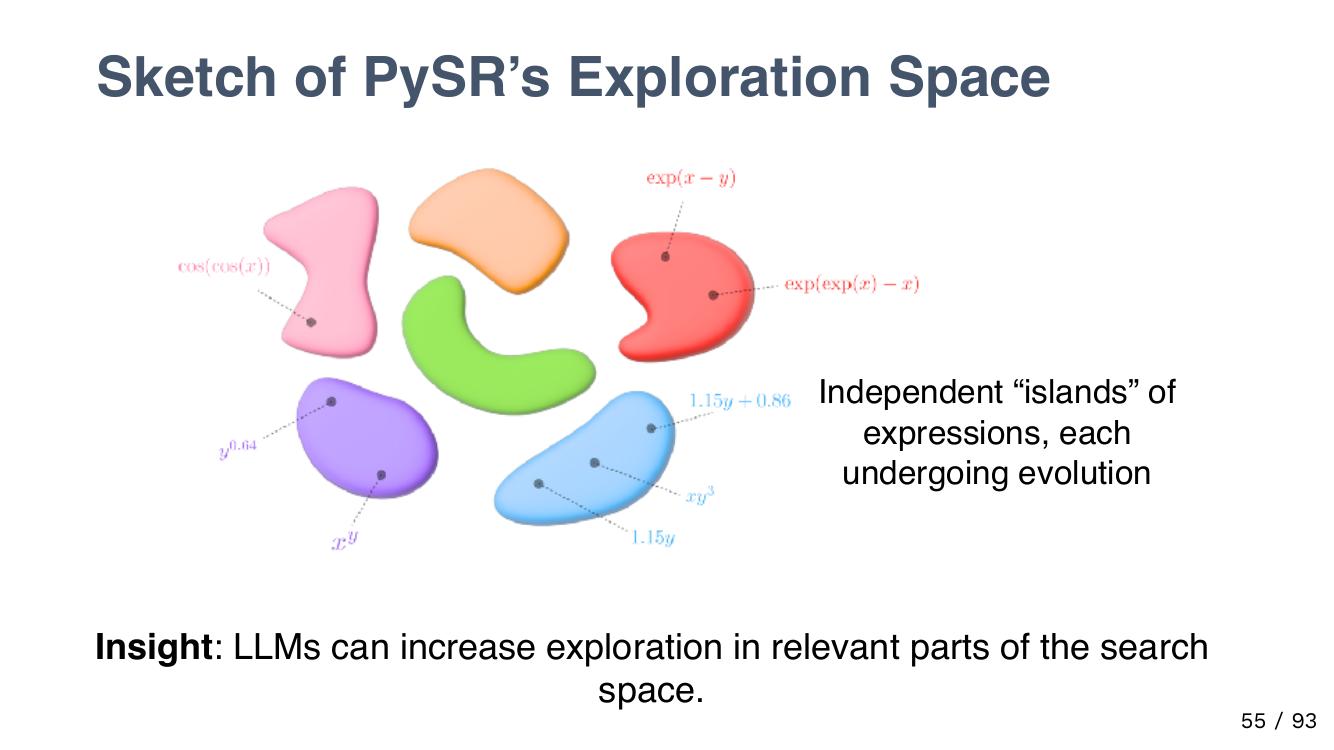 Sketch of PySR’s Exploration Space
exp(x − y)
cos(cos(x))
exp(exp(x) − x)
1.15y + 0.86
y^0.64
xy^3
1.15y
x^y
Independent “islands” of
expressions, each
undergoing evolution
Insight: LLMs can increase exploration in relevant parts of the search
space.
55 / 93